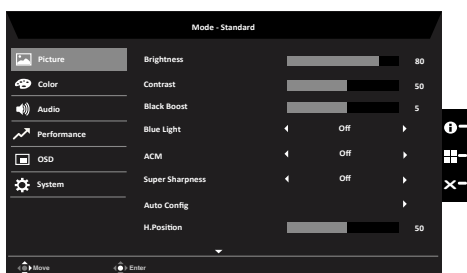 Mode - Standard
Picture
Color
Audio
Performance
OSD
System
Brightness 80
Contrast 50
Black Boost 5
Blue Light Off
ACM Off
Super Sharpness Off
Auto Config
H.Position 50
Move Enter